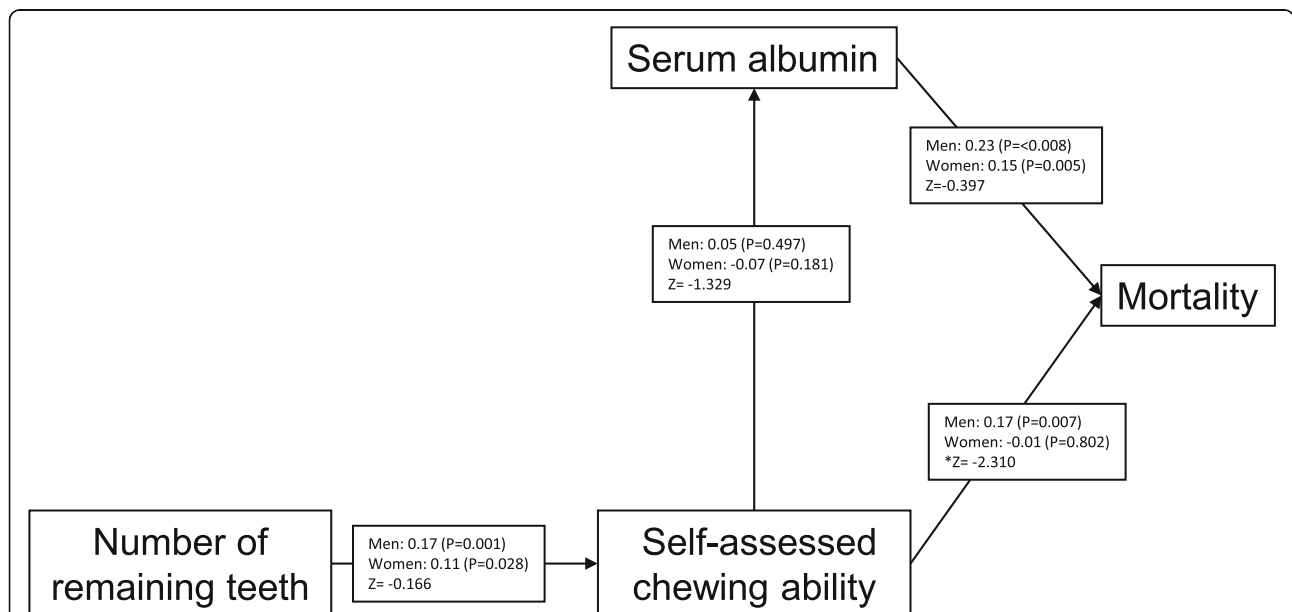 Serum albumin
Men: 0.23 (P=<0.008)
Women: 0.15 (P=0.005)
Z=-0.397
Men: 0.05 (P=0.497)
Women: -0.07 (P=0.181)
Z= -1.329
Mortality
Men: 0.17 (P=0.007)
Women: -0.01 (P=0.802)
*Z= -2.310
Number of
remaining teeth
Men: 0.17 (P=0.001)
Women: 0.11 (P=0.028)
Z= -0.166
Self-assessed
chewing ability